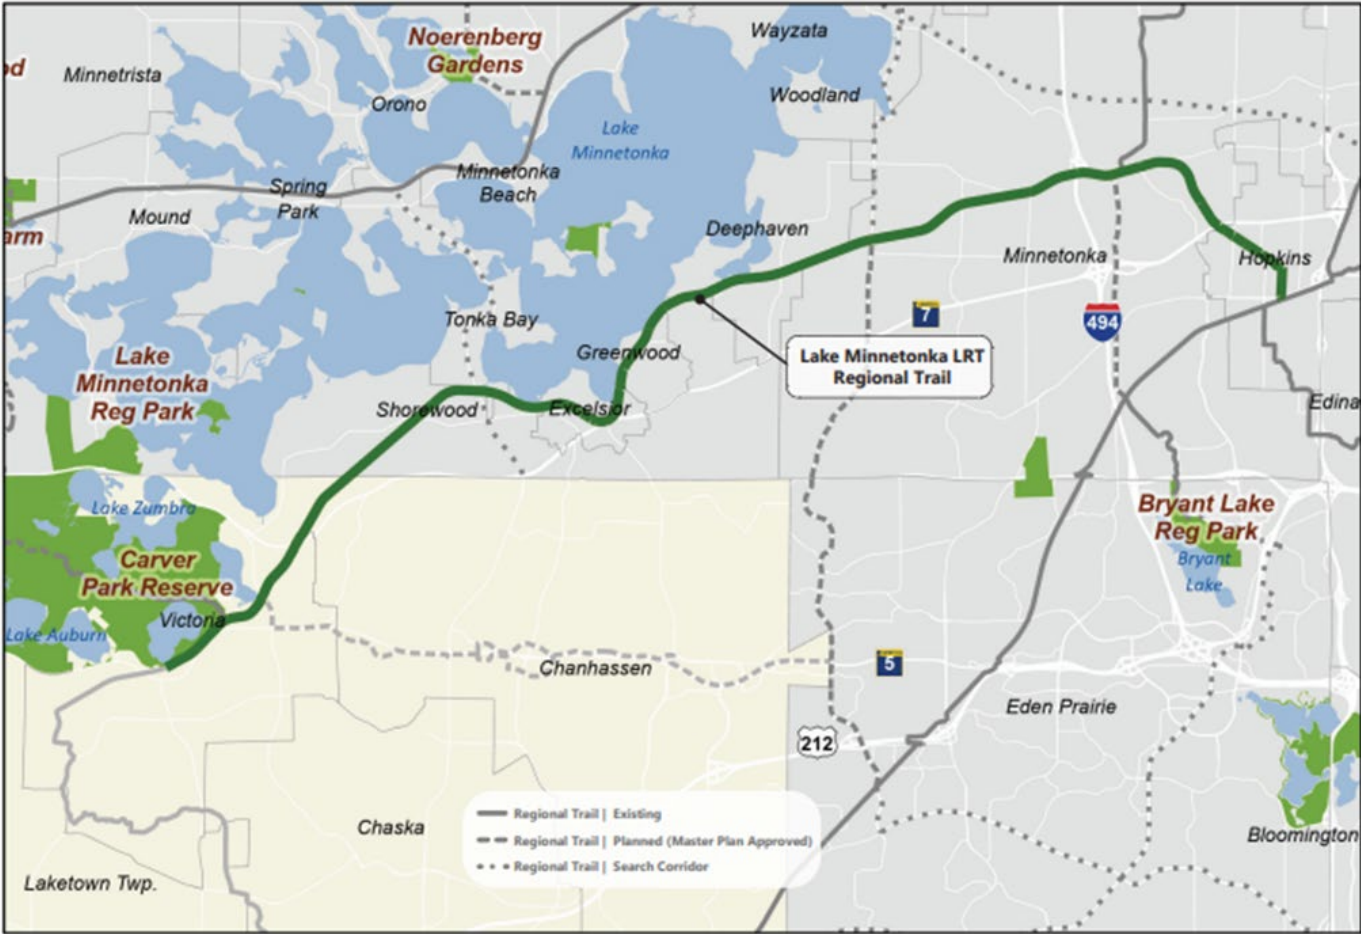 Wayzata
Noerenberg
Gardens
od
Minnetrista
Orono
Woodland
Lake
Minnetonka
Minnetonka
Beach
Spring
Park
Mound
arm
Deephaven
Minnetonka
Hopkins
7
494
Tonka Bay
Greenwood
Lake Minnetonka LRT
Regional Trail
Lake
Minnetonka
Reg Park
Shorewood
Excelsior
Edina
Lake Zumbra
Bryant Lake
Reg Park
Carver
Park Reserve
Bryant
Lake
Victoria
Lake Auburn
Chanhassen
5
Eden Prairie
212
Regional Trail | Existing
Regional Trail | Planned (Master Plan Approved)
Regional Trail | Search Corridor
Chaska
Bloomington
Laketown Twp.